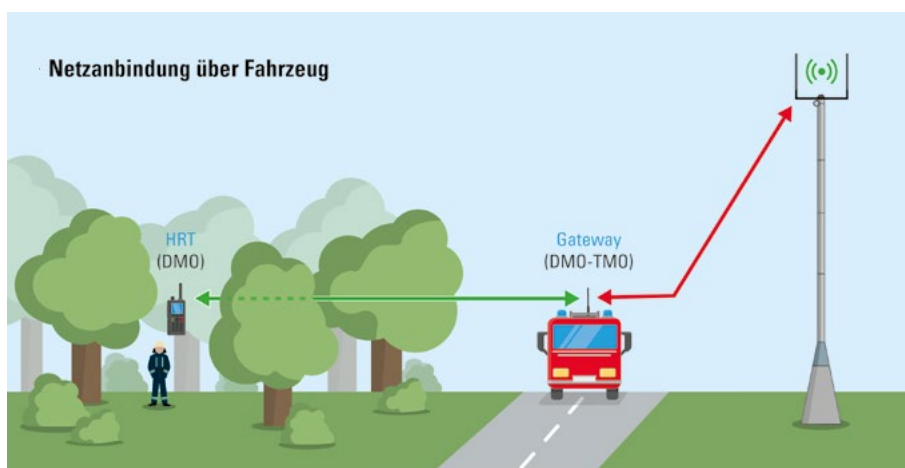 Netzanbindung über Fahrzeug
HRT
(DMO)
Gateway
(DMO-TMO)